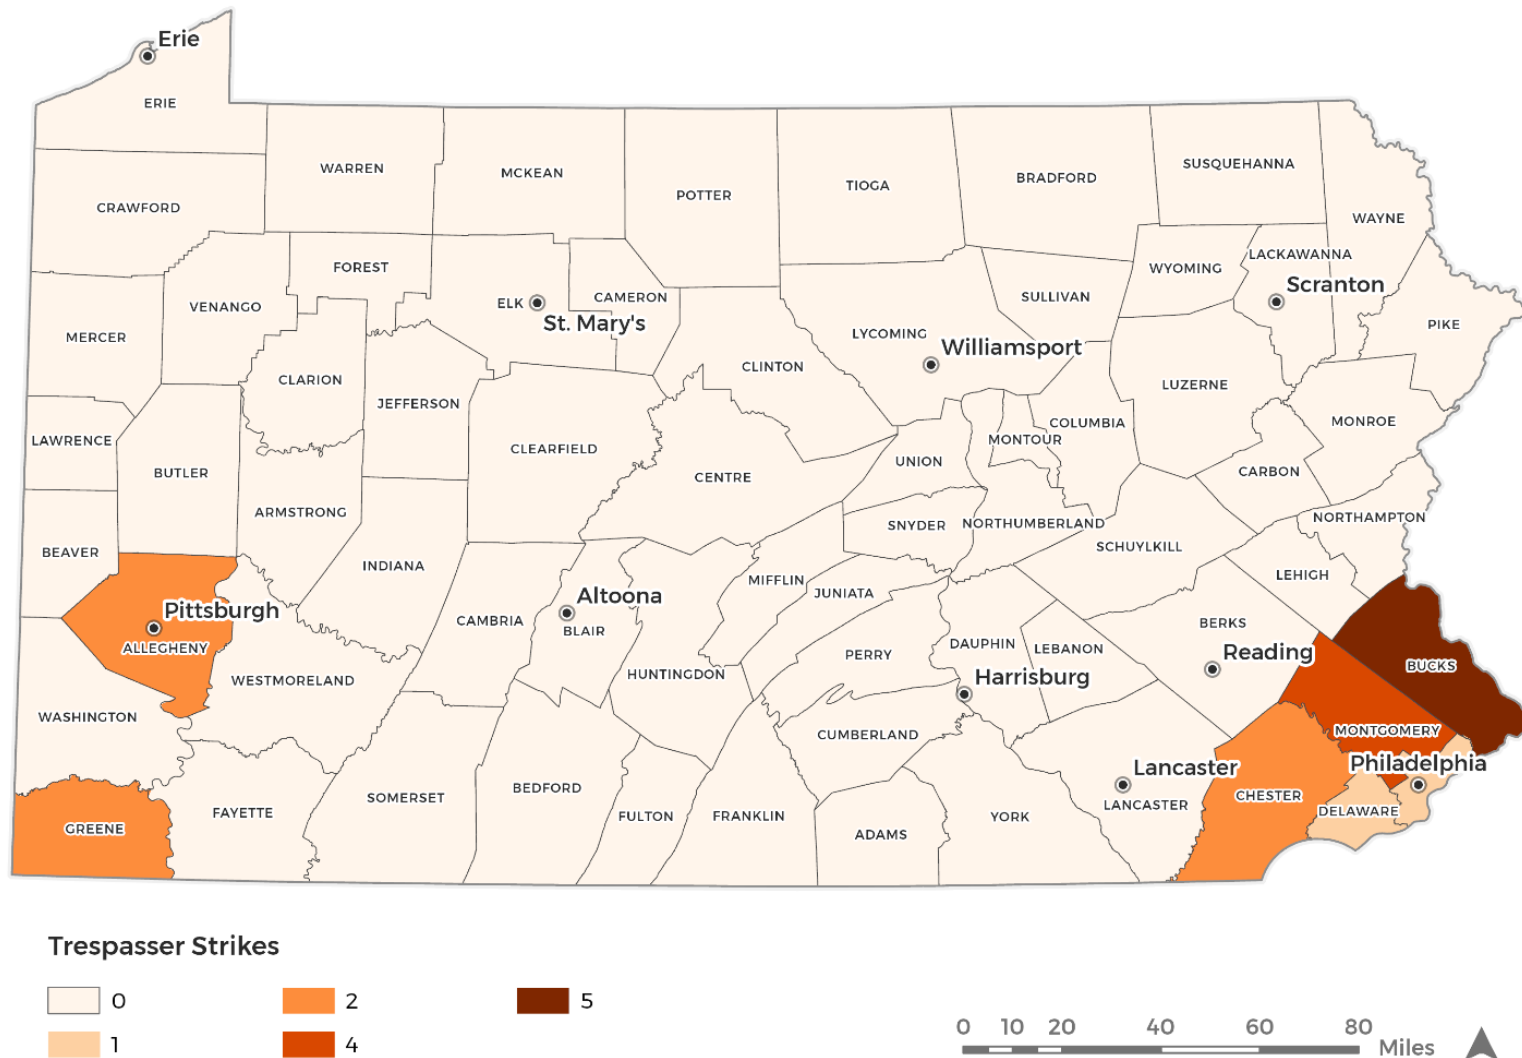 Erie
ERIE
WARREN
MCKEAN
POTTER
TIOGA
BRADFORD
SUSQUEHANNA
WAYNE
CRAWFORD
FOREST
VENANGO
ELK
St. Mary's
CAMERON
LYCOMING
Williamsport
SULLIVAN
WYOMING
LACKAWANNA
Scranton
PIKE
MERCER
CLARION
JEFFERSON
CLINTON
LUZERNE
MONROE
LAWRENCE
BUTLER
CLEARFIELD
CENTRE
UNION
MONTOUR
COLUMBIA
CARBON
BEAVER
ARMSTRONG
INDIANA
SNYDER
NORTHUMBERLAND
SCHUYLKILL
NORTHAMPTON
LEHIGH
Pittsburgh
ALLEGHENY
CAMBRIA
Altoona
BLAIR
MIFFLIN
JUNIATA
PERRY
DAUPHIN
LEBANON
BERKS
Reading
BUCKS
WESTMORELAND
HUNTINGDON
Harrisburg
WASHINGTON
CUMBERLAND
MONTGOMERY
Philadelphia
GREENE
FAYETTE
SOMERSET
BEDFORD
FULTON
FRANKLIN
ADAMS
YORK
Lancaster
LANCASTER
CHESTER
DELAWARE
Trespasser Strikes
0
2
5
1
4
0 10 20 40 60 80
Miles